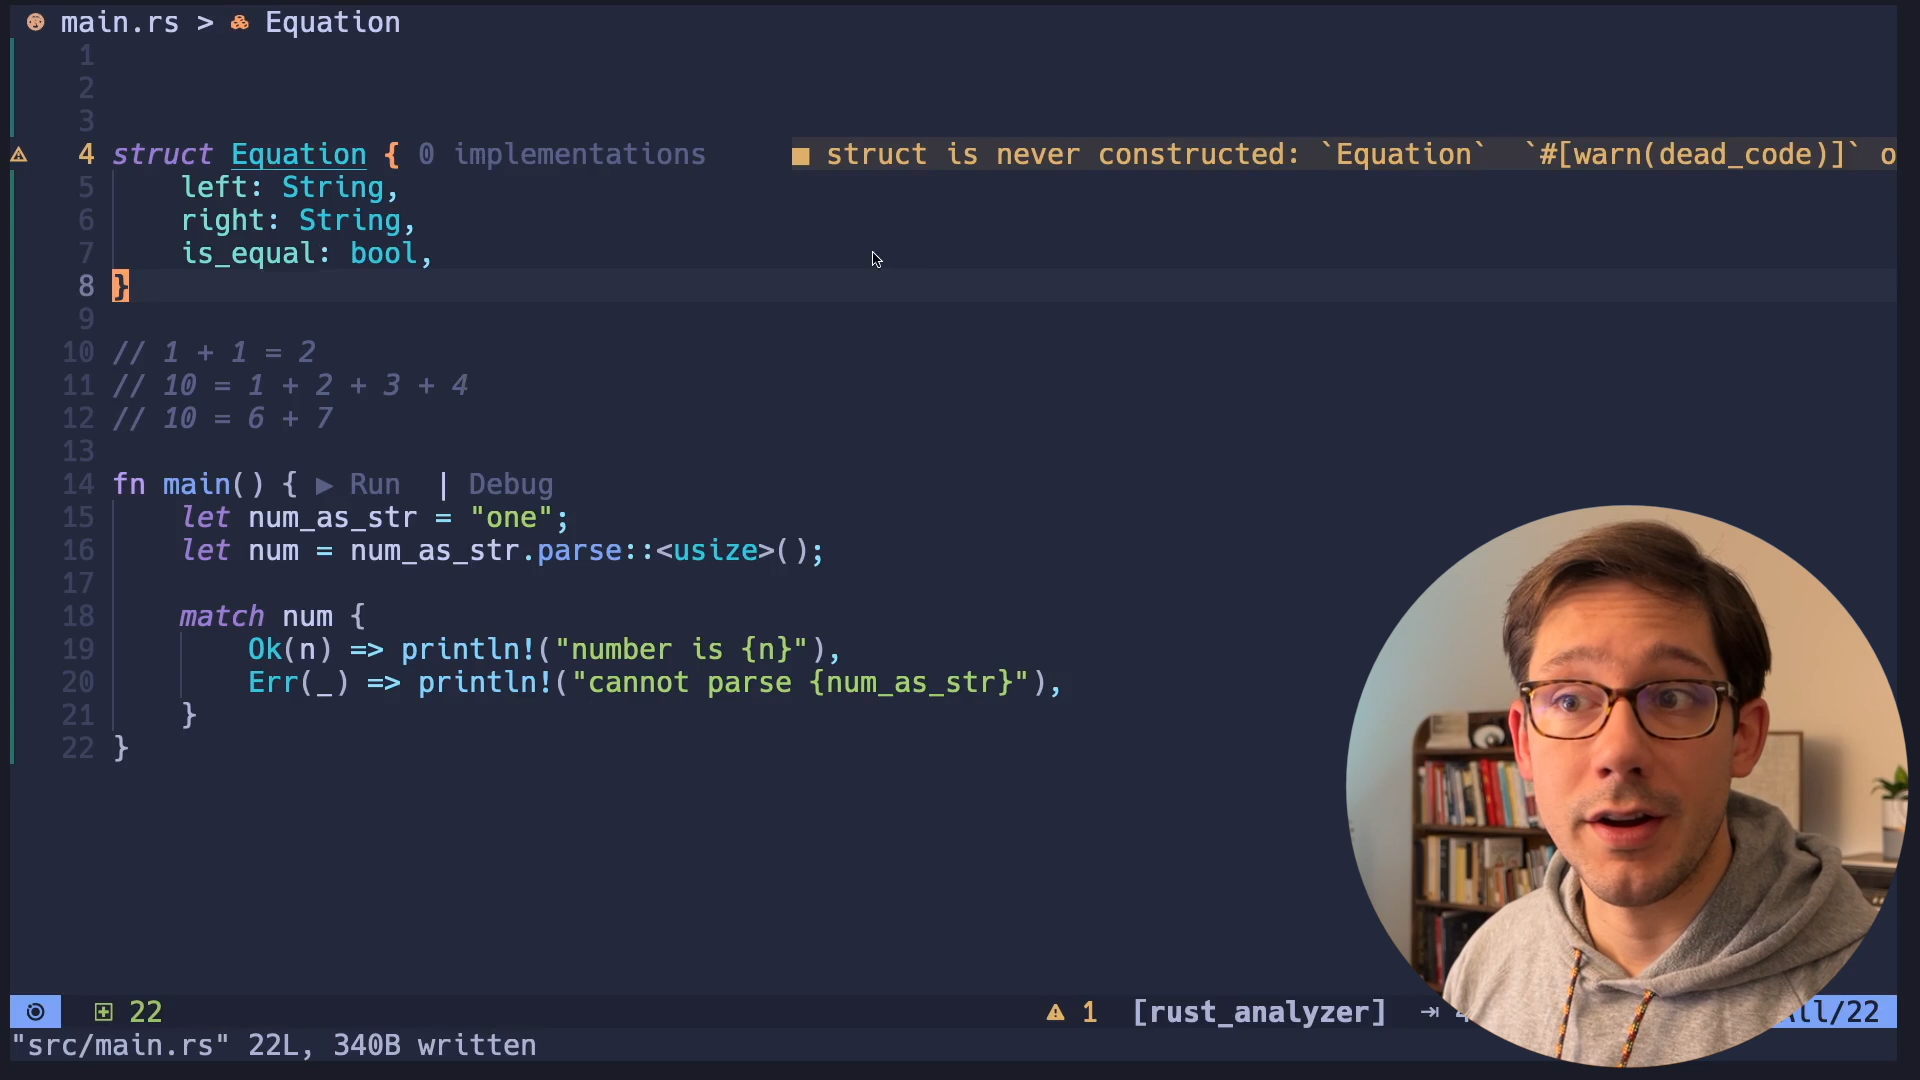 main.rs > Equation
1
2
3
4 struct Equation { 0 implementations ■ struct is never constructed: `Equation` `#[warn(dead_code)]` o
5 left: String,
6 right: String,
7 is_equal: bool,
8 }
9
10 // 1 + 1 = 2
11 // 10 = 1 + 2 + 3 + 4
12 // 10 = 6 + 7
13
14 fn main() { ▶ Run | Debug
15 let num_as_str = "one";
16 let num = num_as_str.parse::<usize>();
17
18 match num {
19 Ok(n) => println!("number is {n}"),
20 Err(_) => println!("cannot parse {num_as_str}"),
21 }
22 }
22 1 [rust_analyzer] All/22
"src/main.rs" 22L, 340B written